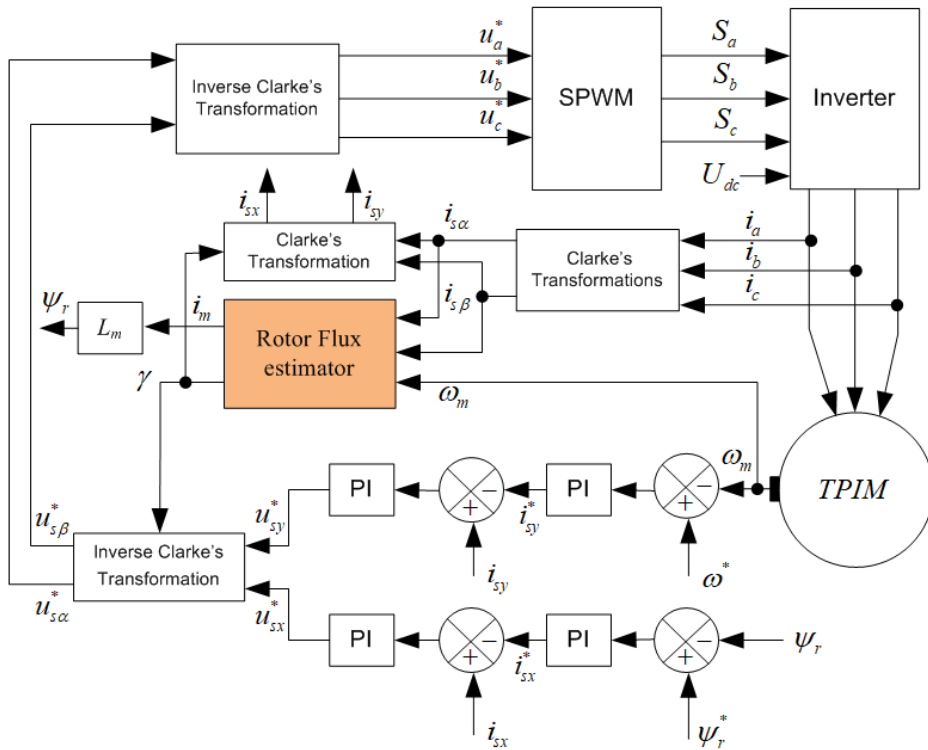 u*a
u*b
u*c
Inverse Clarke's
Transformation
SPWM
Sa
Sb
Sc
Udc
Inverter
isx
isy
Clarke's
Transformation
isα
isβ
Clarke's
Transformations
ia
ib
ic
ψr
Lm
im
Rotor Flux
estimator
γ
ωm
ωm
TPIM
PI
−
+
i*sy
PI
−
+
u*sy
isy
ω*
u*sβ
Inverse Clarke's
Transformation
u*sα
u*sx
PI
−
+
i*sx
PI
−
+
ψr
isx
ψ*r